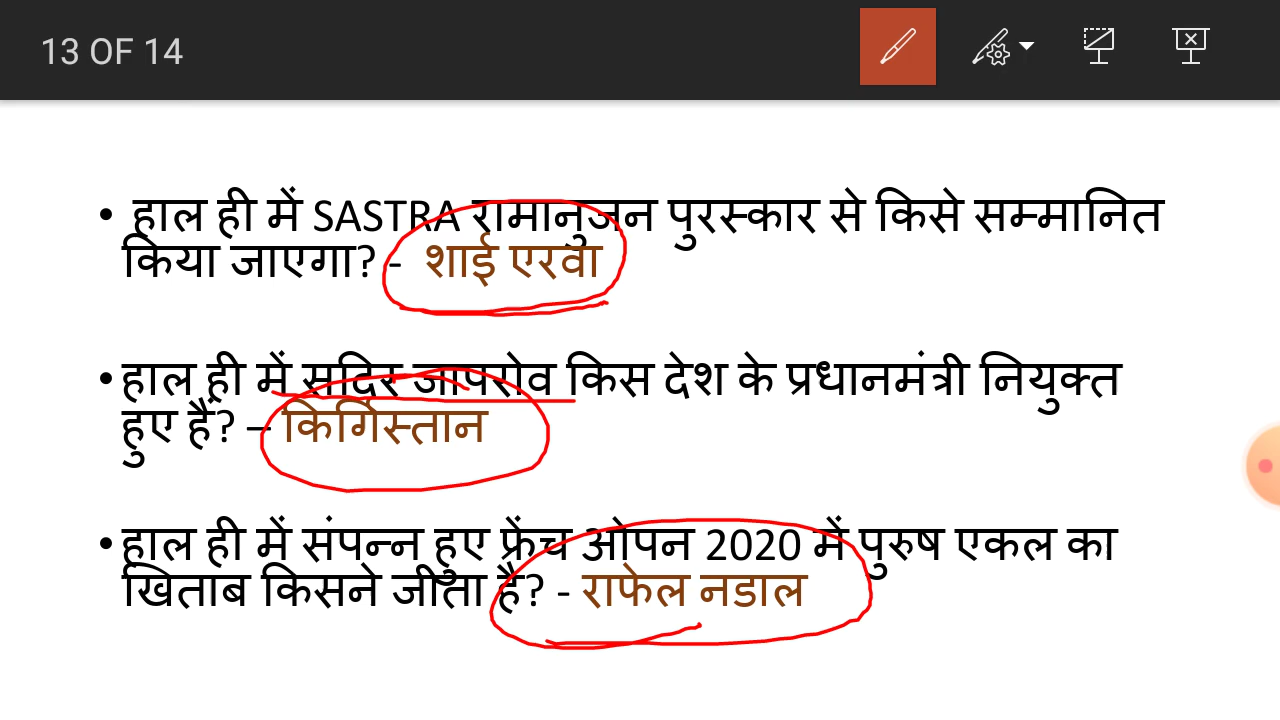 13 OF 14
• हाल ही में SASTRA रामानुजन पुरस्कार से किसे सम्मानित
किया जाएगा? - शाई एरवा
• हाल ही में सदिर जापरोव किस देश के प्रधानमंत्री नियुक्त
हुए हैं? – किर्गिस्तान
• हाल ही में संपन्न हुए फ्रेंच ओपन 2020 में पुरुष एकल का
खिताब किसने जीता है? - राफेल नडाल